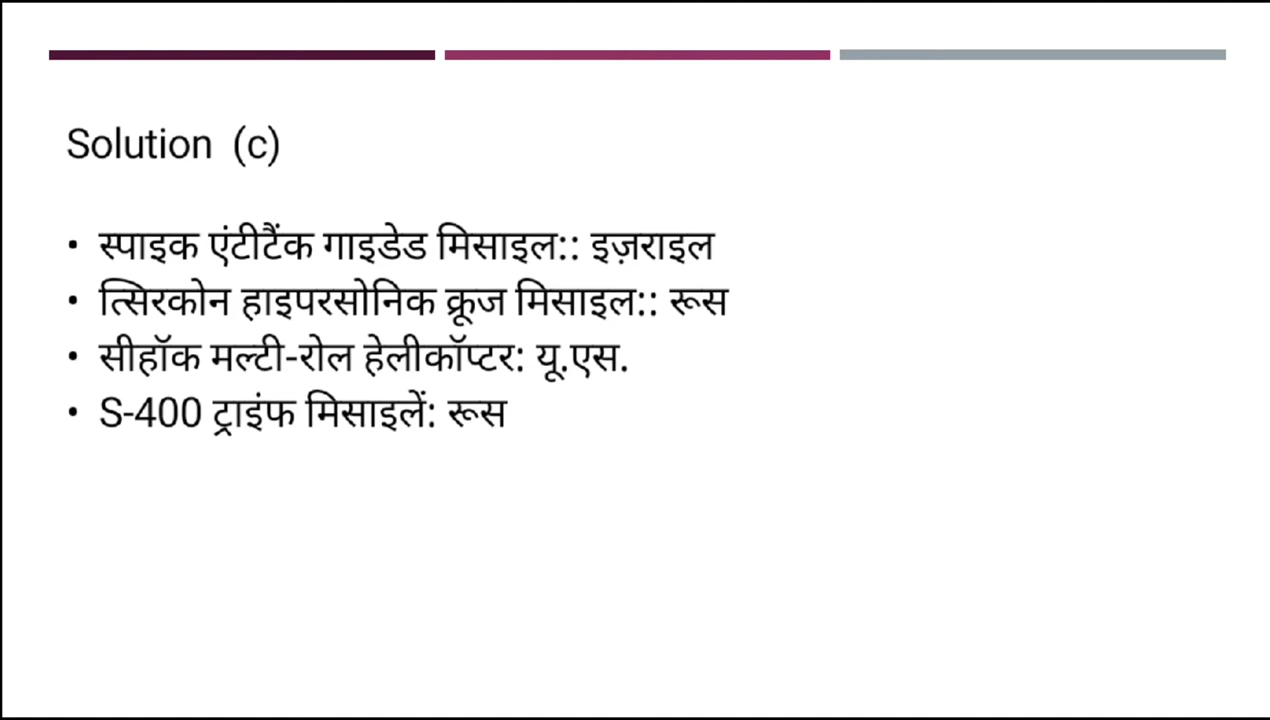 Solution (c)
• स्पाइक एंटीटैंक गाइडेड मिसाइल:: इज़राइल
• त्सिरकोन हाइपरसोनिक क्रूज मिसाइल:: रूस
• सीहॉक मल्टी-रोल हेलीकॉप्टर: यू.एस.
• S-400 ट्राइंफ मिसाइलें: रूस